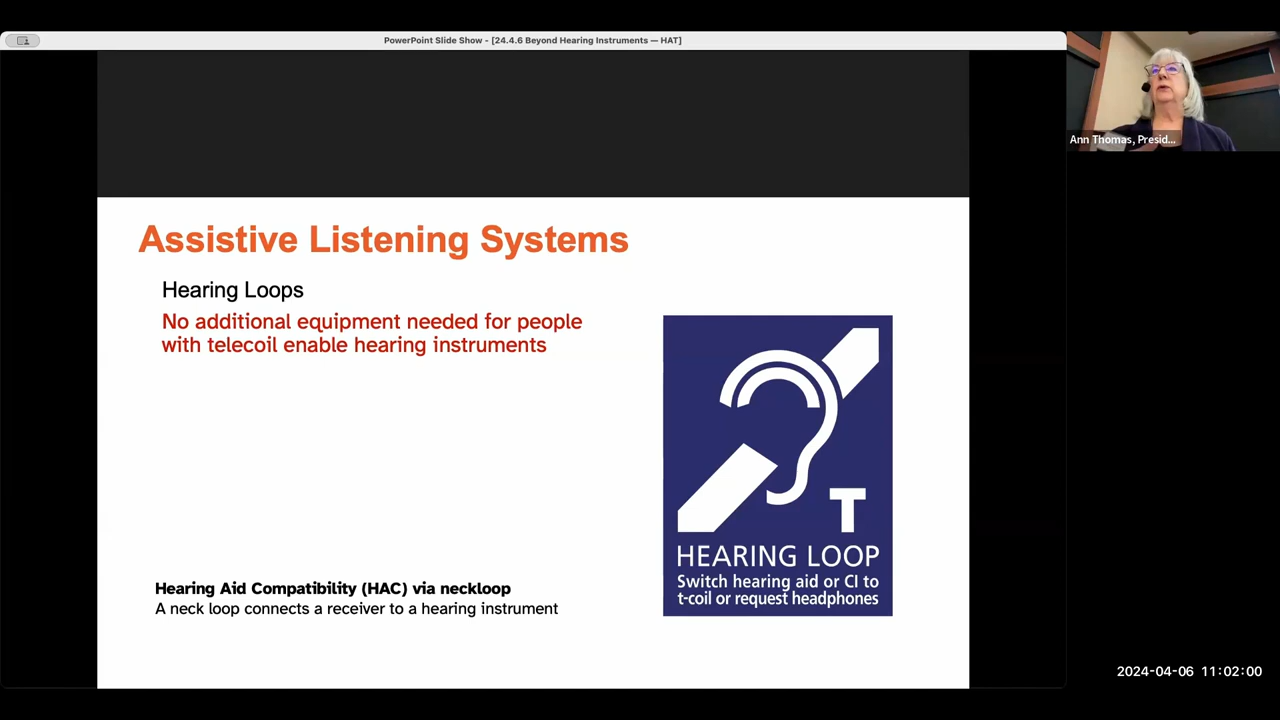 PowerPoint Slide Show - [24.4.6 Beyond Hearing Instruments — HAT]
Ann Thomas, Presid...
Assistive Listening Systems
Hearing Loops
No additional equipment needed for people
with telecoil enable hearing instruments
T
HEARING LOOP
Switch hearing aid or CI to
t-coil or request headphones
Hearing Aid Compatibility (HAC) via neckloop
A neck loop connects a receiver to a hearing instrument
2024-04-06 11:02:00